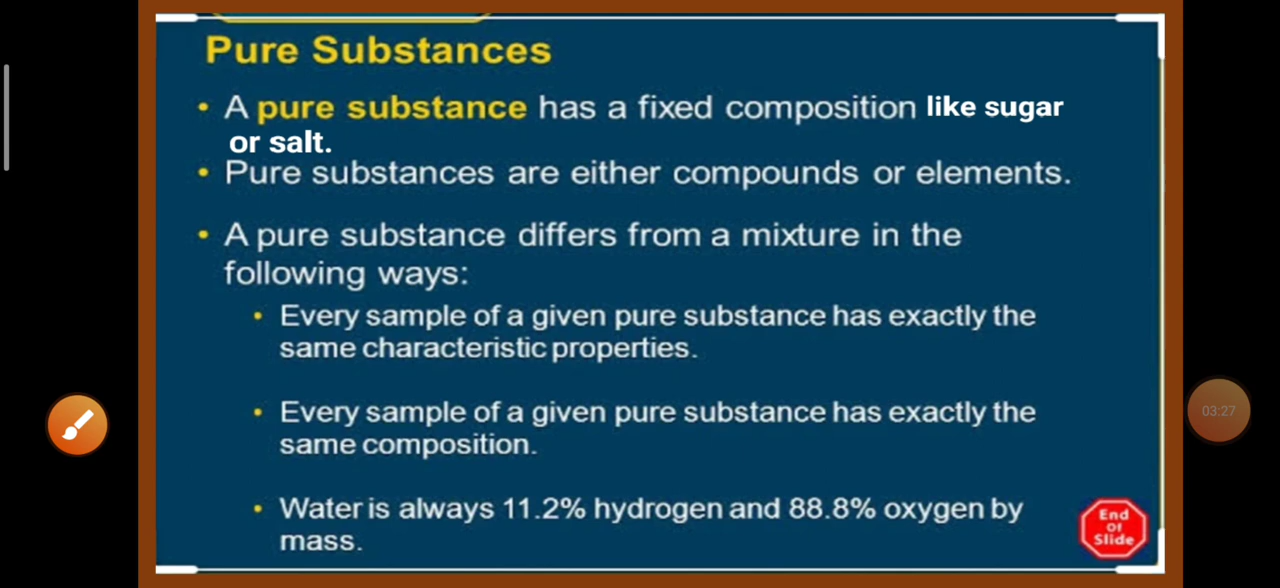 Pure Substances
• A pure substance has a fixed composition like sugar
or salt.
• Pure substances are either compounds or elements.
• A pure substance differs from a mixture in the
following ways:
• Every sample of a given pure substance has exactly the
same characteristic properties.
• Every sample of a given pure substance has exactly the
same composition.
• Water is always 11.2% hydrogen and 88.8% oxygen by
mass.
End
Of
Slide
03:27